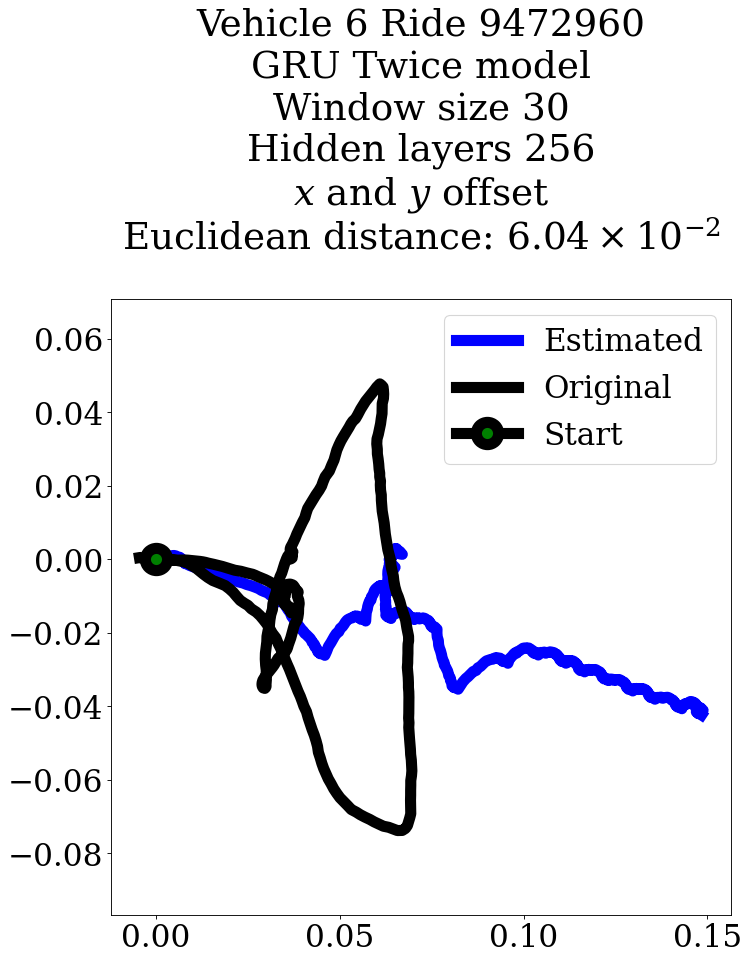 Vehicle 6 Ride 9472960
GRU Twice model
Window size 30
Hidden layers 256
x and y offset
Euclidean distance: 6.04 × 10⁻²
Estimated
Original
Start
0.06
0.04
0.02
0.00
−0.02
−0.04
−0.06
−0.08
0.00 0.05 0.10 0.15